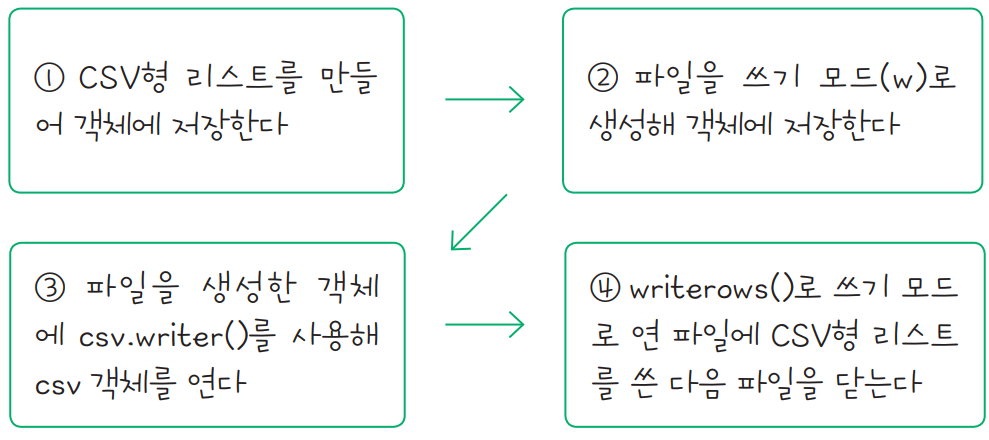 ① CSV형 리스트를 만들
어 객체에 저장한다
② 파일을 쓰기 모드(w)로
생성해 객체에 저장한다
③ 파일을 생성한 객체
에 csv.writer()를 사용해
csv 객체를 연다
④ writerows()로 쓰기 모드
로 연 파일에 CSV형 리스트
를 쓴 다음 파일을 닫는다